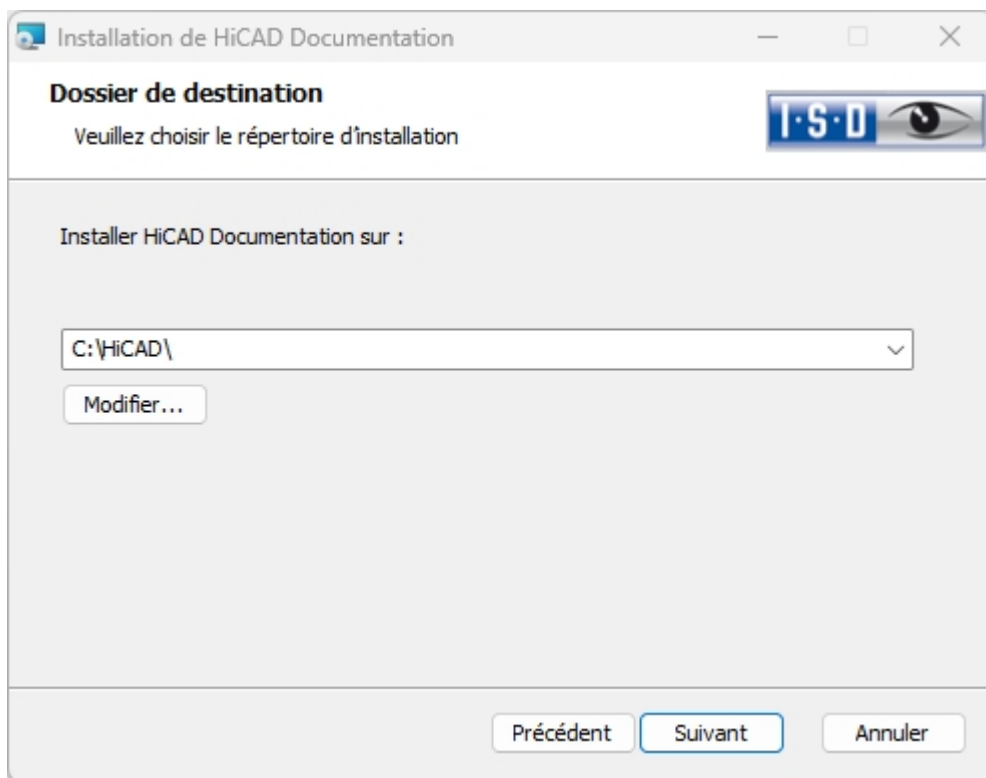 Installation de HiCAD Documentation
Dossier de destination
Veuillez choisir le répertoire d'installation
I·S·D
Installer HiCAD Documentation sur :
C:\HiCAD\
Modifier...
Précédent
Suivant
Annuler